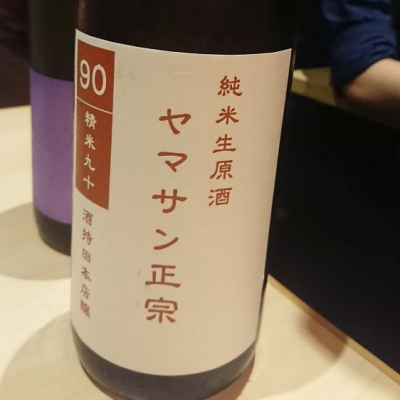 純米生原酒
ヤマサン正宗
90
精米九十
酒持田本店醸